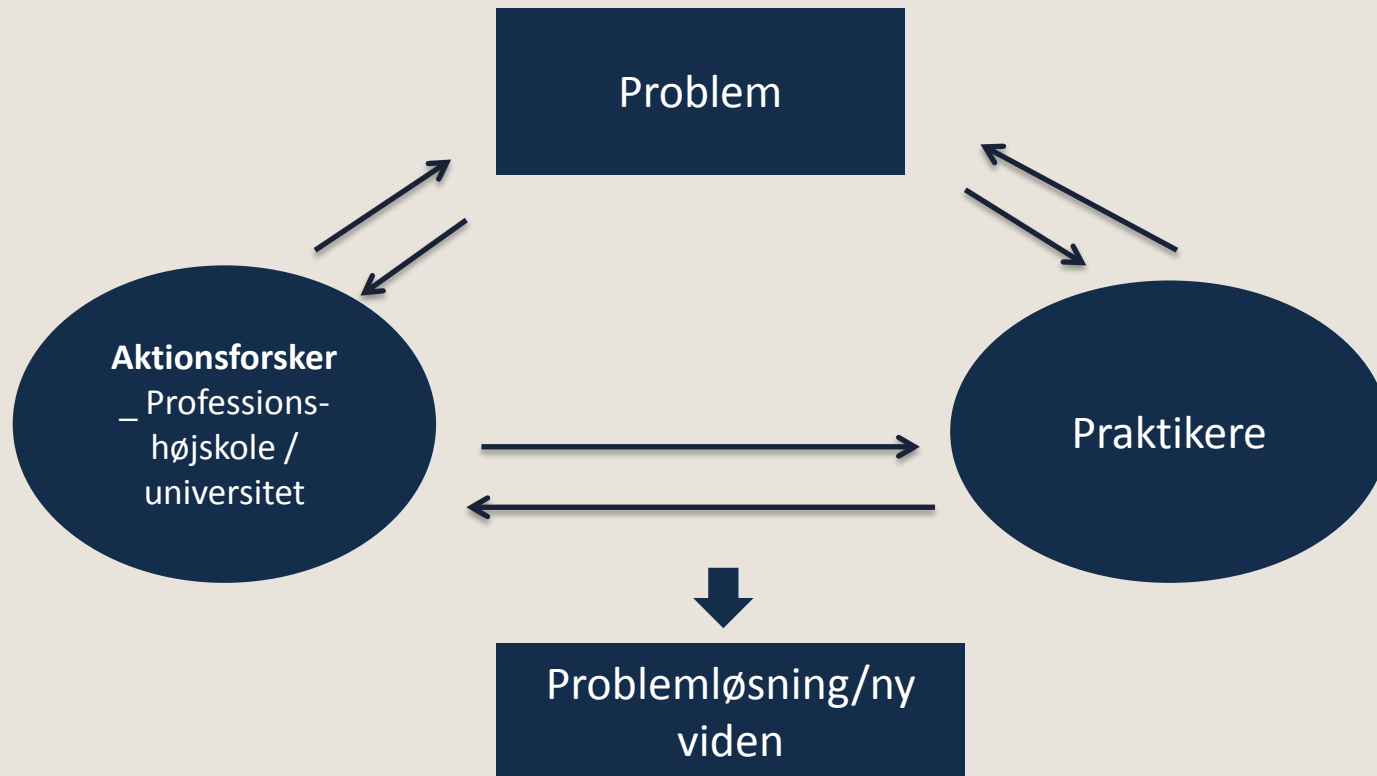 Problem
Aktionsforsker
_ Professions-
højskole /
universitet
Praktikere
Problemløsning/ny
viden